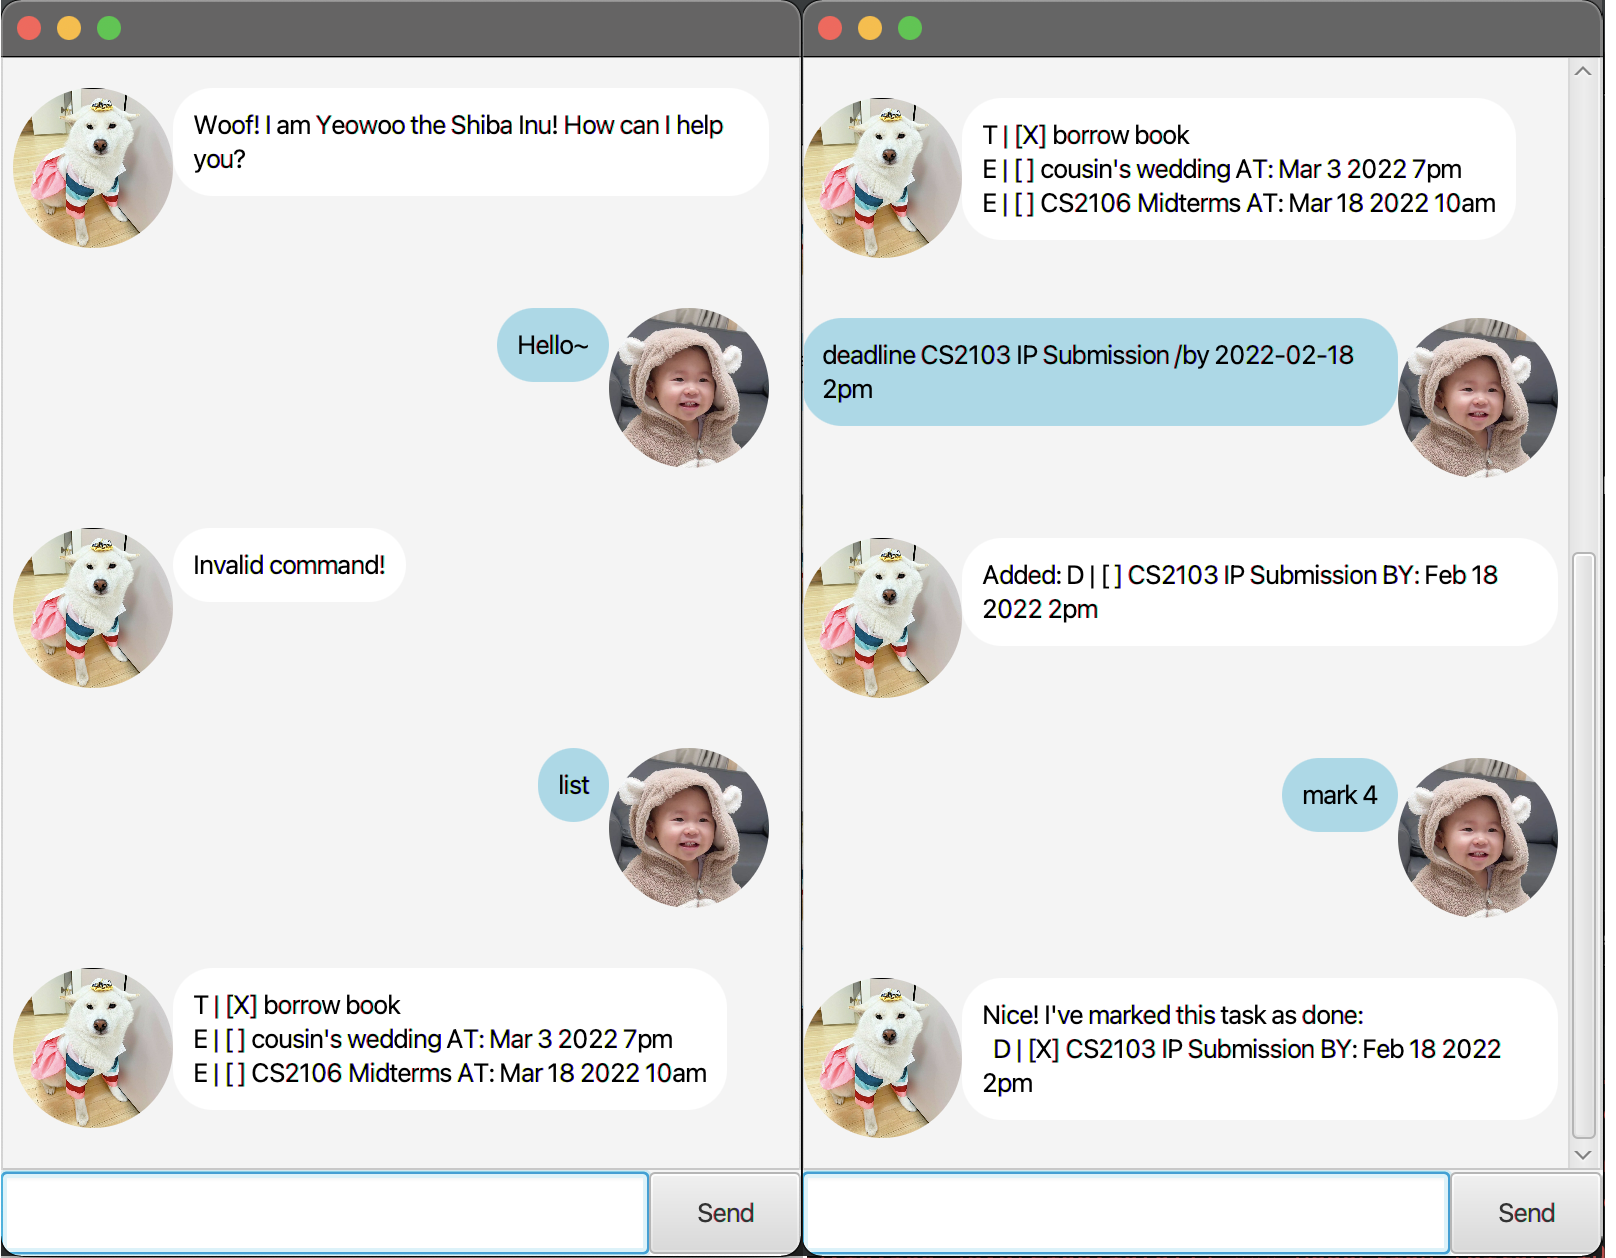 Woof! I am Yeowoo the Shiba Inu! How can I help
you?
Hello~
Invalid command!
list
T | [X] borrow book
E | [ ] cousin's wedding AT: Mar 3 2022 7pm
E | [ ] CS2106 Midterms AT: Mar 18 2022 10am
Send
T | [X] borrow book
E | [ ] cousin's wedding AT: Mar 3 2022 7pm
E | [ ] CS2106 Midterms AT: Mar 18 2022 10am
deadline CS2103 IP Submission /by 2022-02-18
2pm
Added: D | [ ] CS2103 IP Submission BY: Feb 18
2022 2pm
mark 4
Nice! I've marked this task as done:
D | [X] CS2103 IP Submission BY: Feb 18 2022
2pm
Send